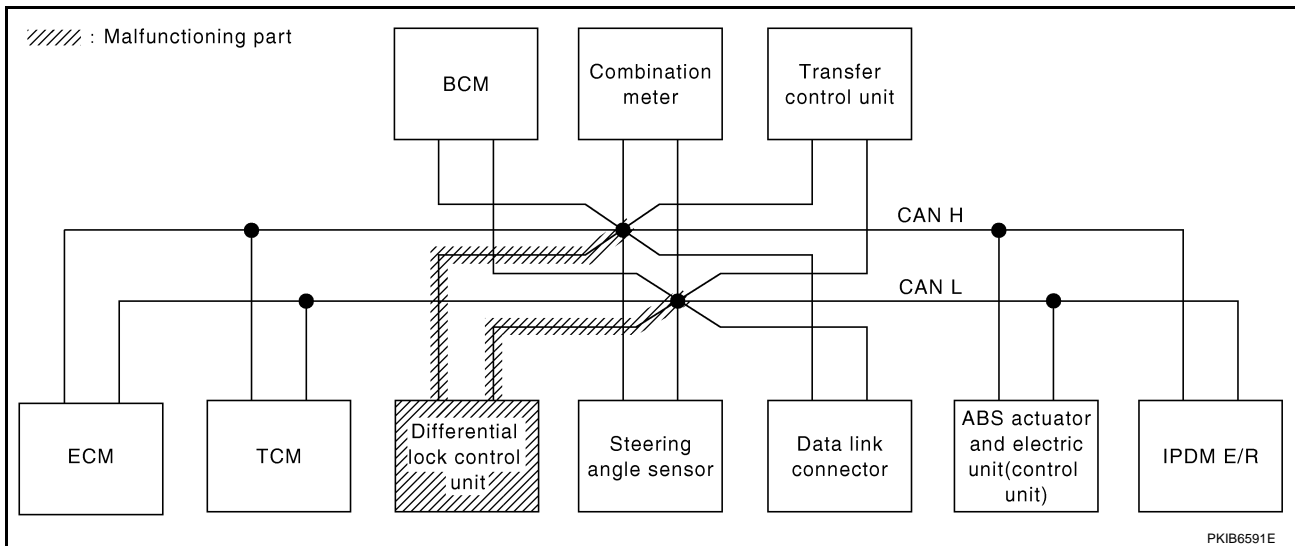 : Malfunctioning part
BCM
Combination
meter
Transfer
control unit
CAN H
CAN L
ECM
TCM
Differential
lock control
unit
Steering
angle sensor
Data link
connector
ABS actuator
and electric
unit(control
unit)
IPDM E/R
PKIB6591E